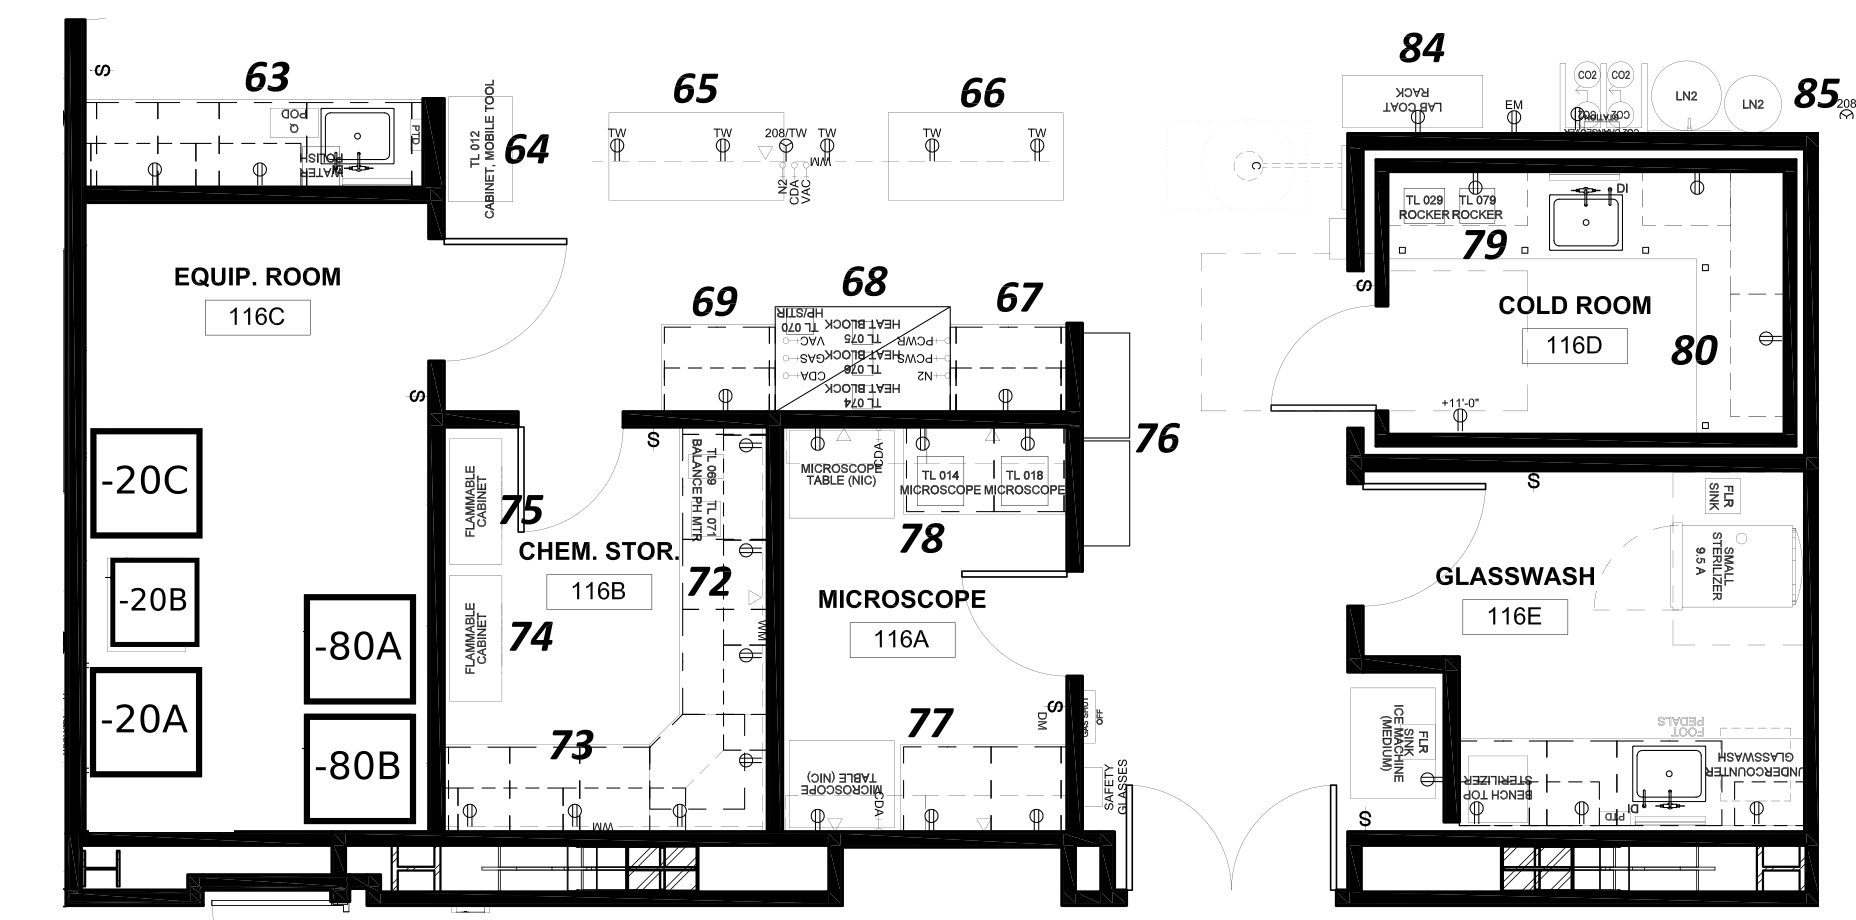 63
S
POD
PTD
POLISH
WATER
64
TL 012
CABINET, MOBILE TOOL
65
66
TW
TW
208/TW
TW
WM
TW
TW
N2
CDA
VAC
84
LAB COAT
RACK
EM
CO2
CO2
CO2
CO2
LN2
LN2
85
208
C
TL 029
ROCKER
TL 079
ROCKER
DI
79
COLD ROOM
116D
80
+11'-0"
S
EQUIP. ROOM
116C
S
69
68
67
HP/STIR
TL 070
VAC
GAS
CDA
HEAT BLOCK
TL 075
HEAT BLOCK
TL 076
HEAT BLOCK
TL 074
PCWR
PCWS
N2
76
-20C
-20B
-20A
-80A
-80B
FLAMMABLE
CABINET
75
S
CHEM. STOR.
116B
TL 069
BALANCE
TL 071
PH MTR
72
FLAMMABLE
CABINET
74
WM
73
WM
MICROSCOPE
TABLE (NIC)
CDA
TL 014
MICROSCOPE
TL 018
MICROSCOPE
78
MICROSCOPE
116A
77
MICROSCOPE
TABLE (NIC)
CDA
S
DM
GAS SHUT
OFF
SAFETY
GLASSES
S
FLR
SINK
SMALL
STERILIZER
9.5 A
GLASSWASH
116E
ICE MACHINE
(MEDIUM)
FLR
SINK
S
FOOT
PEDALS
UNDERCOUNTER
GLASSWASH
BENCH TOP
STERILIZER
PTD
DI